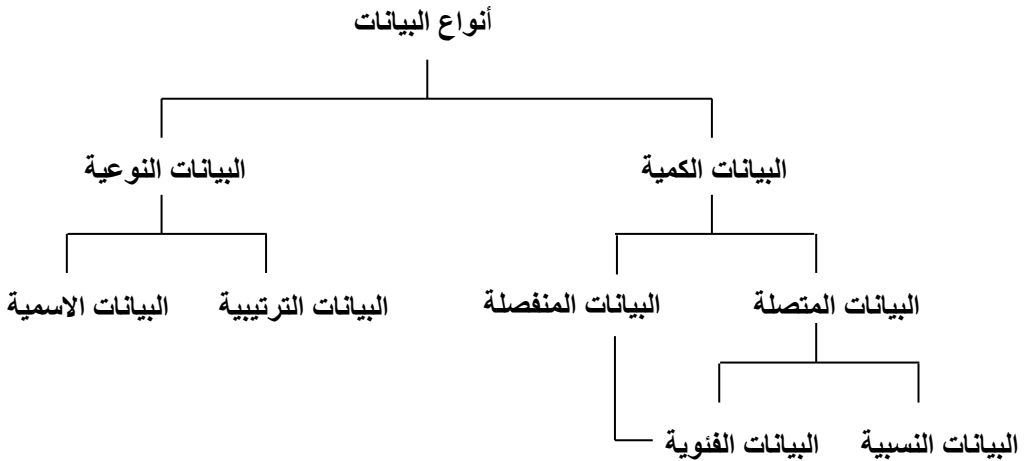 أنواع البيانات
البيانات الكمية
البيانات النوعية
البيانات المتصلة
البيانات المنفصلة
البيانات الترتيبية
البيانات الاسمية
البيانات النسبية
البيانات الفئوية